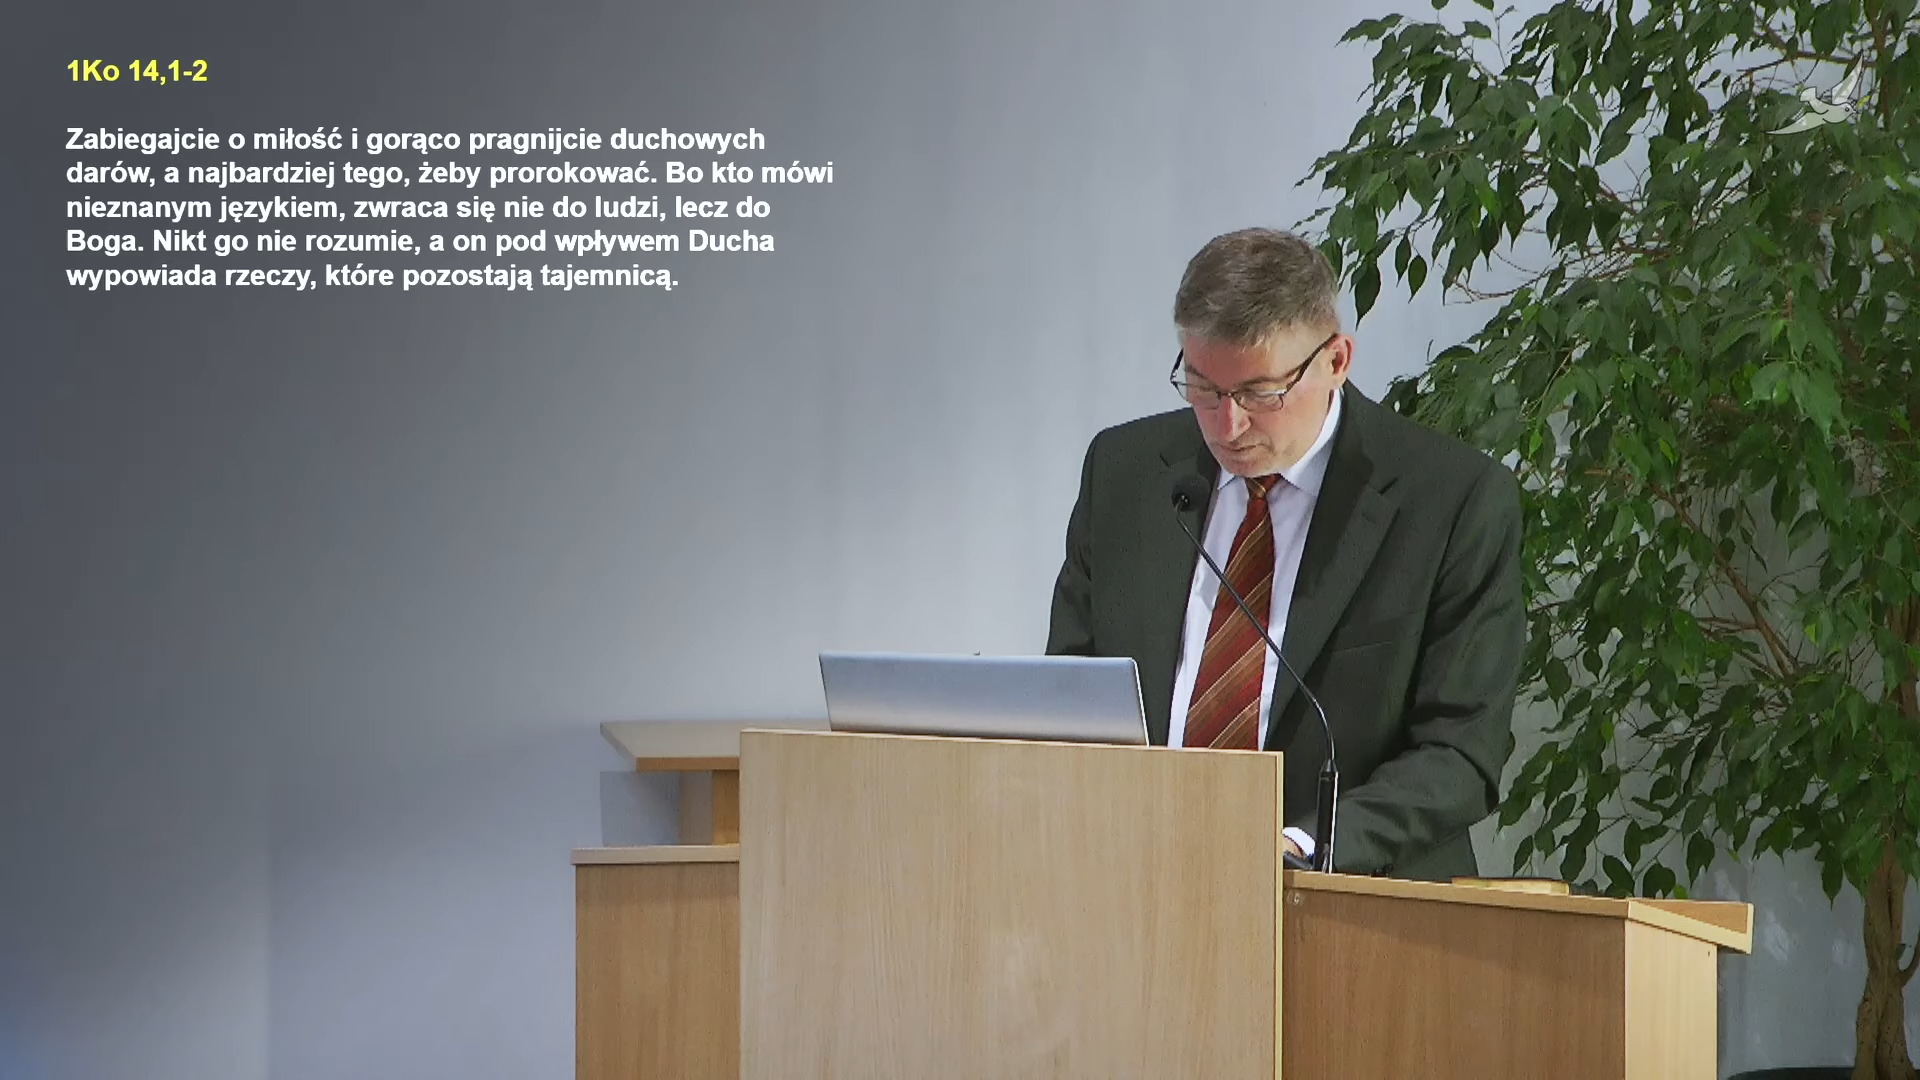 1Ko 14,1-2
Zabiegajcie o miłość i gorąco pragnijcie duchowych
darów, a najbardziej tego, żeby prorokować. Bo kto mówi
nieznanym językiem, zwraca się nie do ludzi, lecz do
Boga. Nikt go nie rozumie, a on pod wpływem Ducha
wypowiada rzeczy, które pozostają tajemnicą.